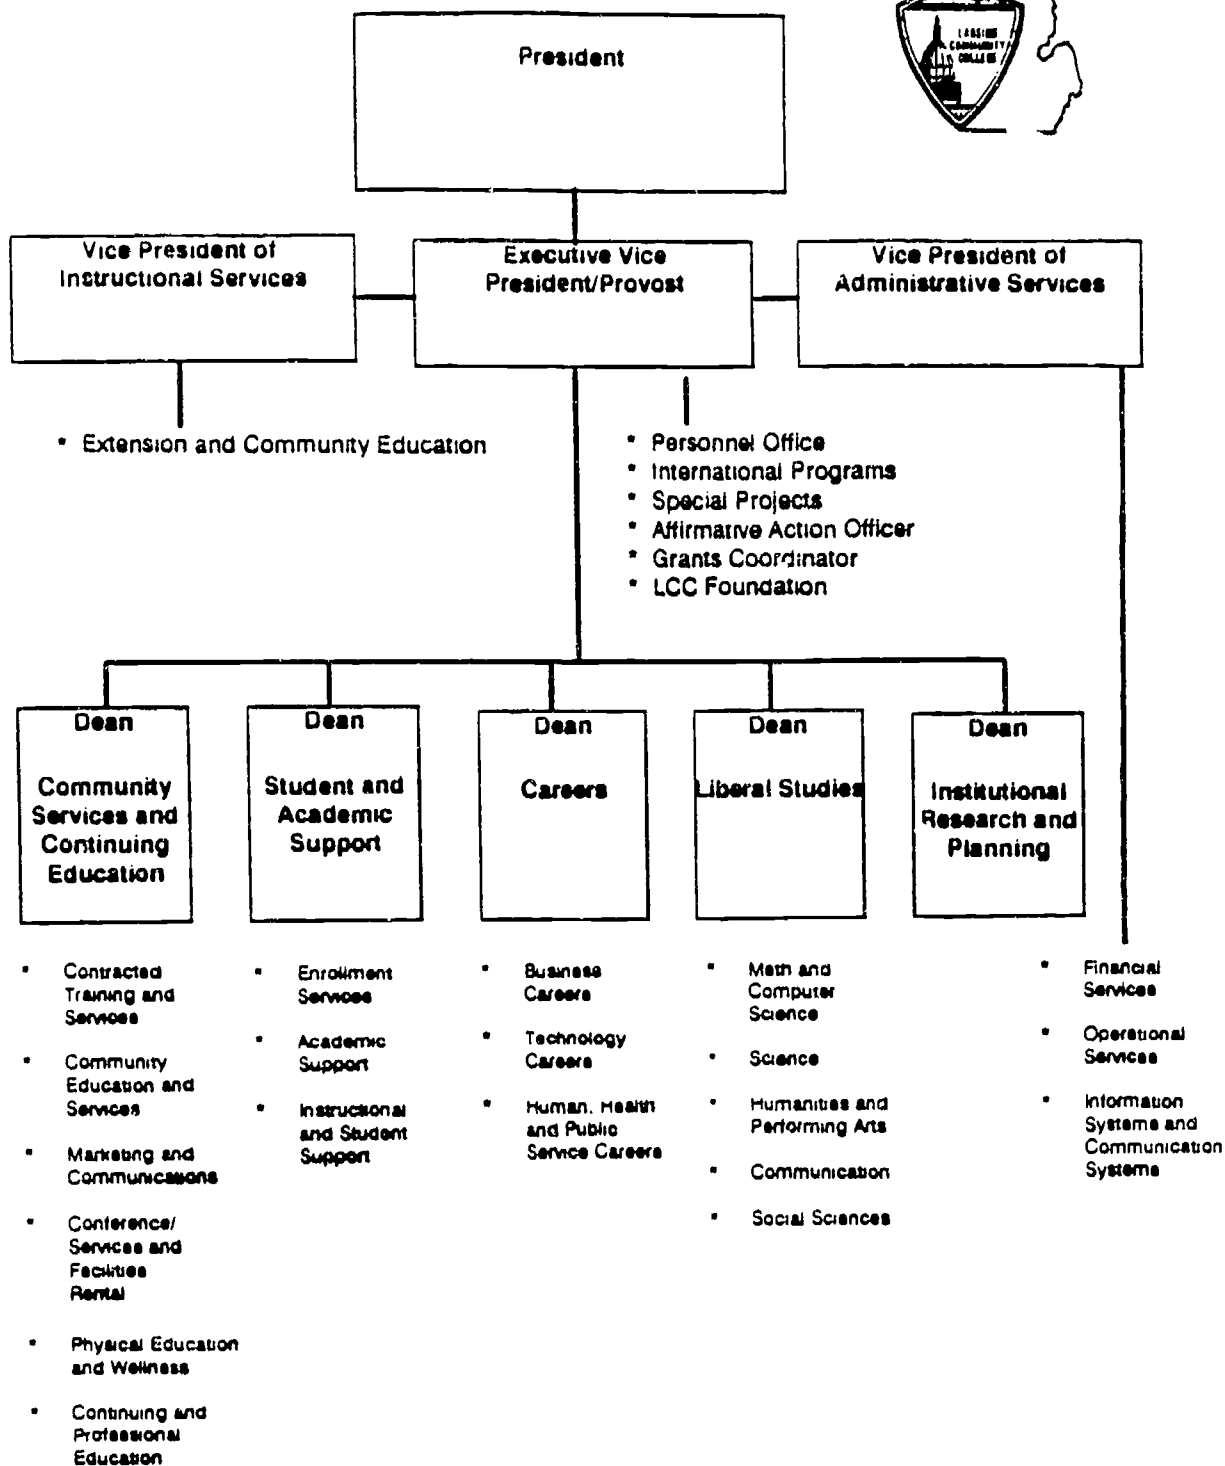 LANSING
COMMUNITY
COLLEGE
President
Vice President of
Instructional Services
Executive Vice
President/Provost
Vice President of
Administrative Services
* Extension and Community Education
* Personnel Office
* International Programs
* Special Projects
* Affirmative Action Officer
* Grants Coordinator
* LCC Foundation
Dean
Community
Services and
Continuing
Education
Dean
Student and
Academic
Support
Dean
Careers
Dean
Liberal Studies
Dean
Institutional
Research and
Planning
* Contracted
Training and
Services
* Community
Education and
Services
* Marketing and
Communications
* Conference/
Services and
Facilities
Rental
* Physical Education
and Wellness
* Continuing and
Professional
Education
* Enrollment
Services
* Academic
Support
* Instructional
and Student
Support
* Business
Careers
* Technology
Careers
* Human, Health
and Public
Service Careers
* Math and
Computer
Science
* Science
* Humanities and
Performing Arts
* Communication
* Social Sciences
* Financial
Services
* Operational
Services
* Information
Systems and
Communication
Systems